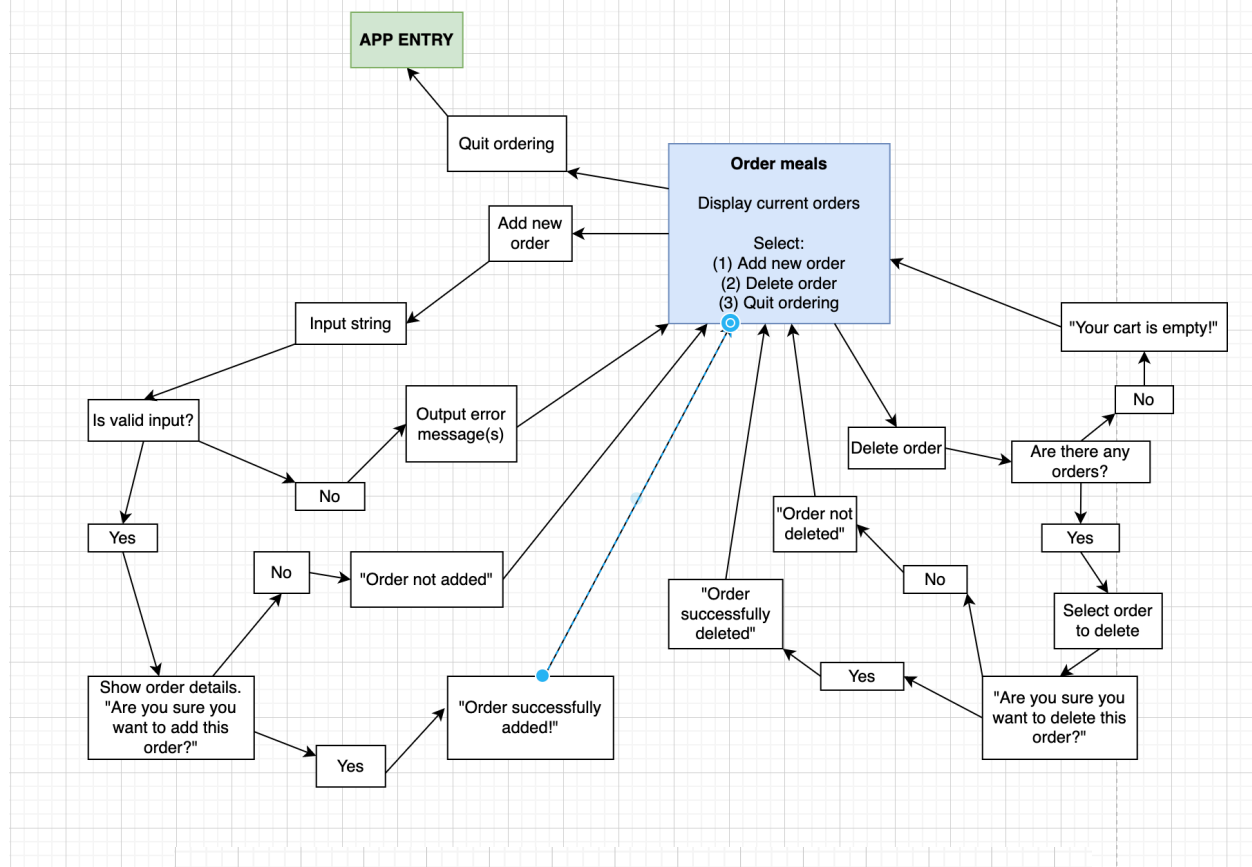 APP ENTRY
Quit ordering
Order meals
Display current orders
Select:
(1) Add new order
(2) Delete order
(3) Quit ordering
Add new
order
Input string
"Your cart is empty!"
Is valid input?
Output error
message(s)
No
No
Delete order
Are there any
orders?
Yes
"Order not
deleted"
Yes
No
"Order not added"
No
Select order
to delete
"Order
successfully
deleted"
Yes
Show order details.
"Are you sure you
want to add this
order?"
Yes
"Order successfully
added!"
"Are you sure you
want to delete this
order?"